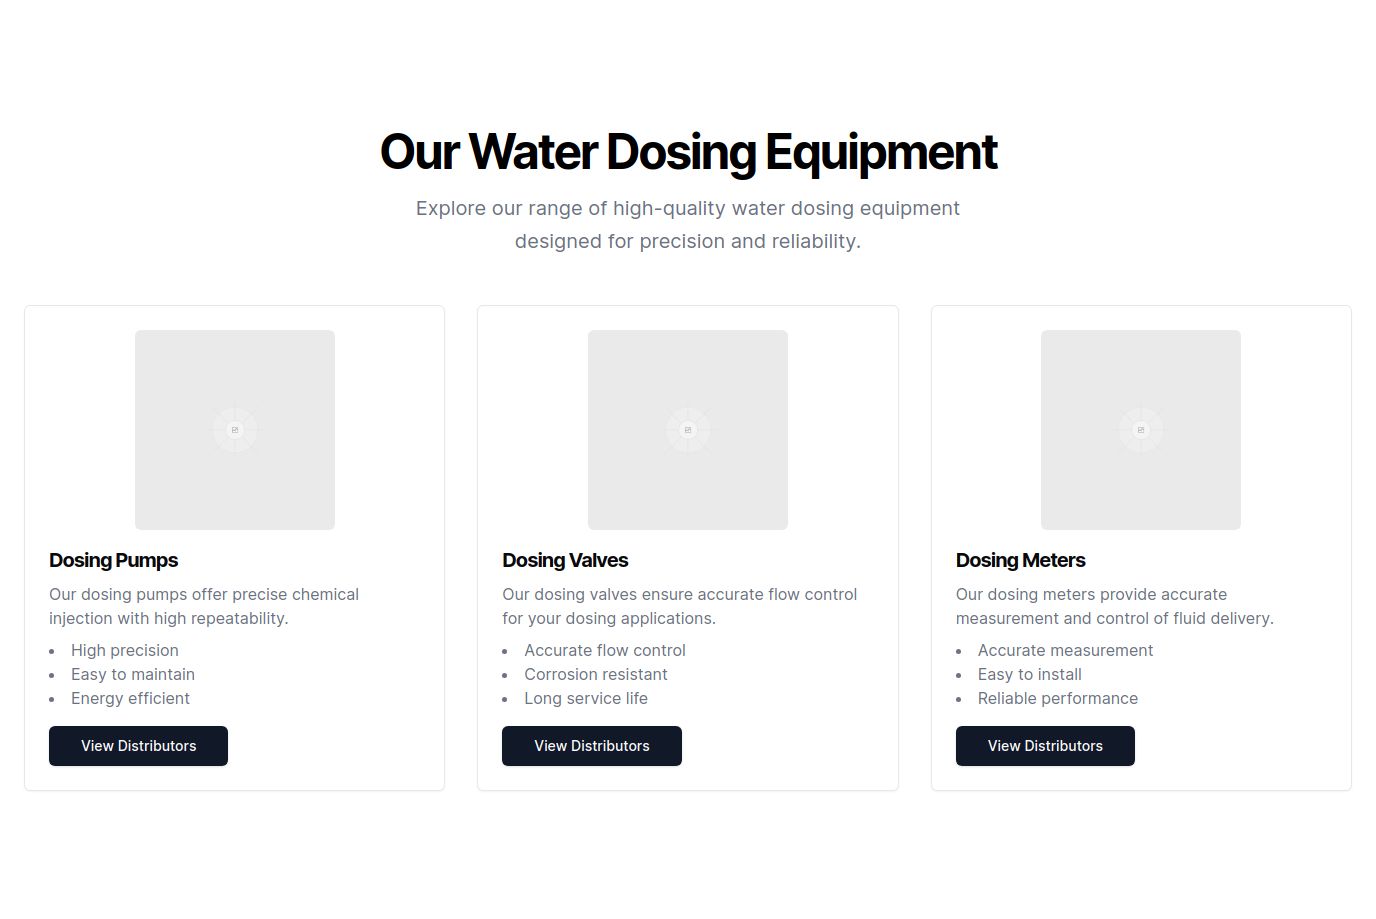 Our Water Dosing Equipment
Explore our range of high-quality water dosing equipment
designed for precision and reliability.
Dosing Pumps
Our dosing pumps offer precise chemical
injection with high repeatability.
• High precision
• Easy to maintain
• Energy efficient
View Distributors
Dosing Valves
Our dosing valves ensure accurate flow control
for your dosing applications.
• Accurate flow control
• Corrosion resistant
• Long service life
View Distributors
Dosing Meters
Our dosing meters provide accurate
measurement and control of fluid delivery.
• Accurate measurement
• Easy to install
• Reliable performance
View Distributors